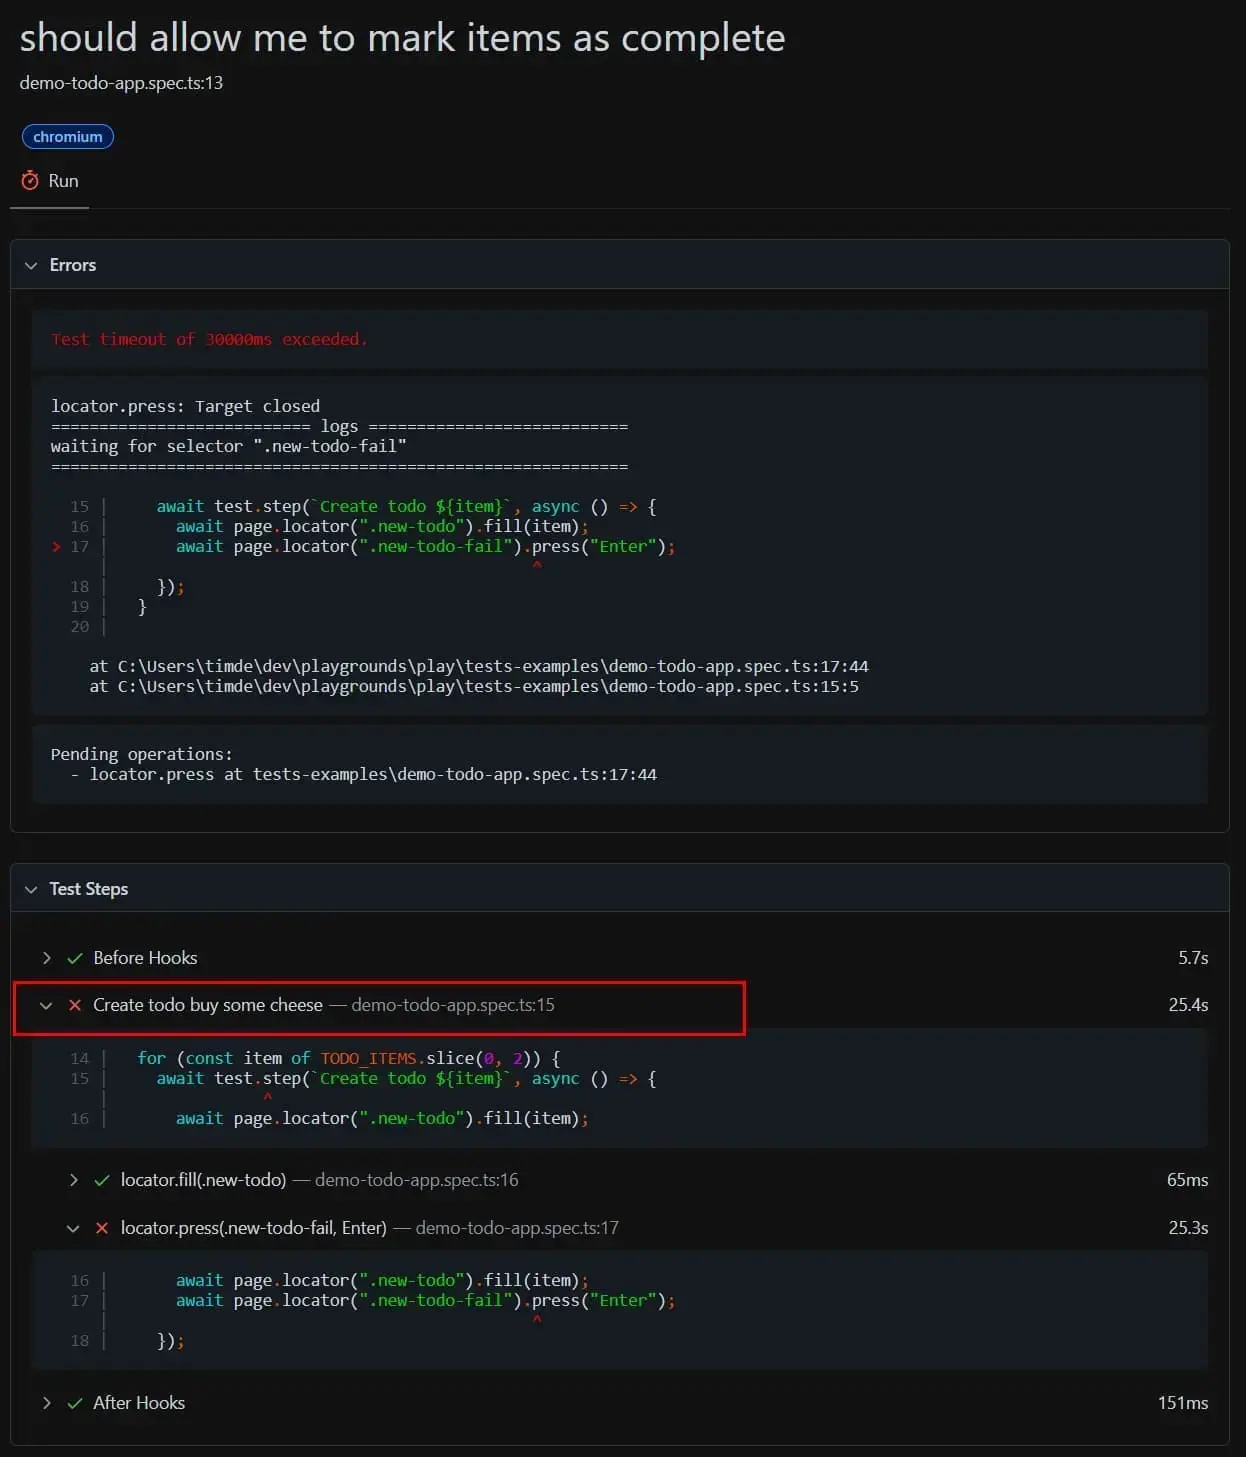 should allow me to mark items as complete
demo-todo-app.spec.ts:13
chromium
Run
Errors
Test timeout of 30000ms exceeded.
locator.press: Target closed
=========================== logs ===========================
waiting for selector ".new-todo-fail"
============================================================
15 |     await test.step(`Create todo ${item}`, async () => {
16 |       await page.locator(".new-todo").fill(item);
> 17 |       await page.locator(".new-todo-fail").press("Enter");
|                                            ^
18 |     });
19 |   }
20 |
at C:\Users\timde\dev\playgrounds\play\tests-examples\demo-todo-app.spec.ts:17:44
at C:\Users\timde\dev\playgrounds\play\tests-examples\demo-todo-app.spec.ts:15:5
Pending operations:
- locator.press at tests-examples\demo-todo-app.spec.ts:17:44
Test Steps
Before Hooks 5.7s
Create todo buy some cheese — demo-todo-app.spec.ts:15 25.4s
14 |   for (const item of TODO_ITEMS.slice(0, 2)) {
15 |     await test.step(`Create todo ${item}`, async () => {
|                ^
16 |       await page.locator(".new-todo").fill(item);
locator.fill(.new-todo) — demo-todo-app.spec.ts:16 65ms
locator.press(.new-todo-fail, Enter) — demo-todo-app.spec.ts:17 25.3s
16 |       await page.locator(".new-todo").fill(item);
17 |       await page.locator(".new-todo-fail").press("Enter");
|                                            ^
18 |     });
After Hooks 151ms